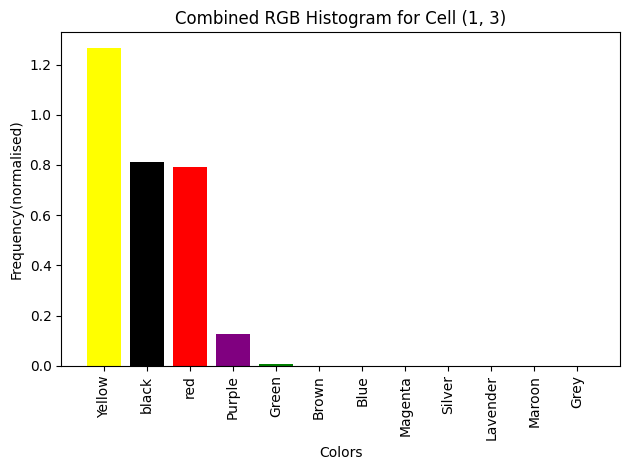 Combined RGB Histogram for Cell (1, 3)
Frequency(normalised)
1.2
1.0
0.8
0.6
0.4
0.2
0.0
Yellow
black
red
Purple
Green
Brown
Blue
Magenta
Silver
Lavender
Maroon
Grey
Colors